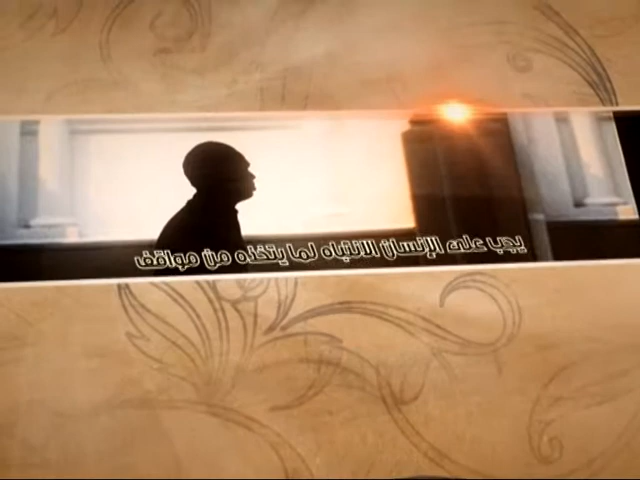 يجب على الإنسان الانتباه لما يتخذه من مواقف